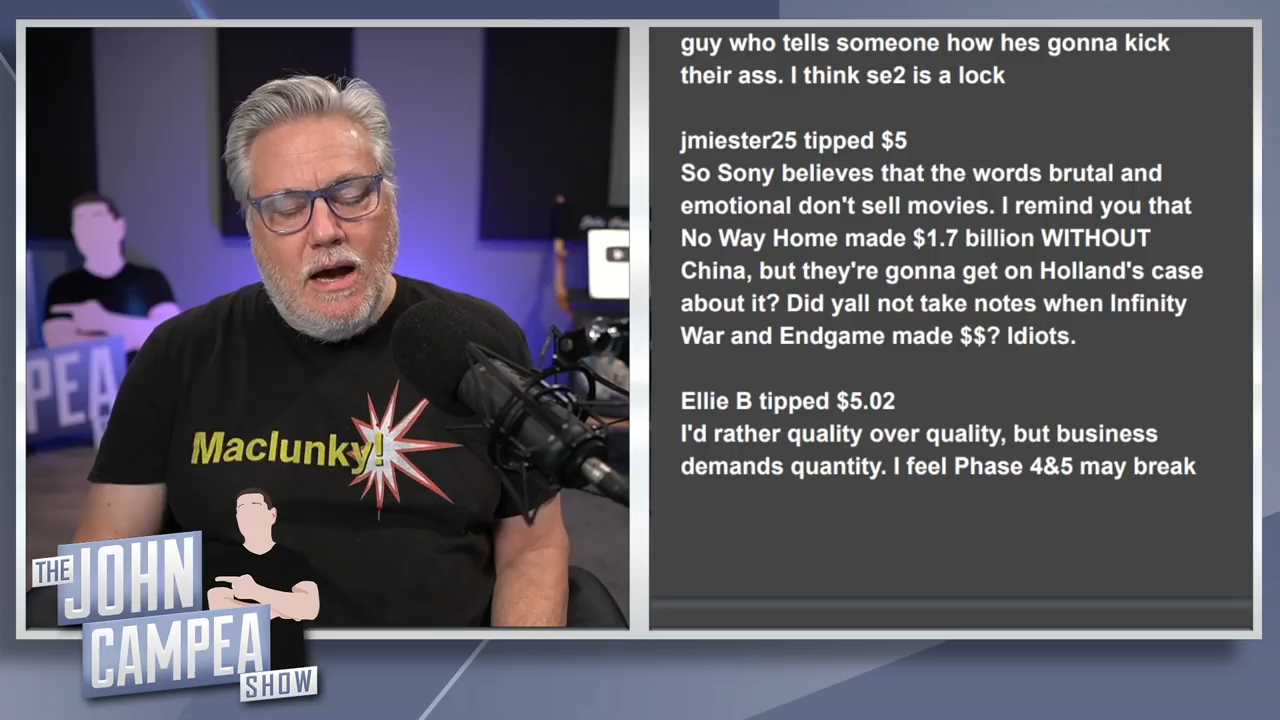 guy who tells someone how hes gonna kick
their ass. I think se2 is a lock
jmiester25 tipped $5
So Sony believes that the words brutal and
emotional don't sell movies. I remind you that
No Way Home made $1.7 billion WITHOUT
China, but they're gonna get on Holland's case
about it? Did yall not take notes when Infinity
War and Endgame made $$? Idiots.
Ellie B tipped $5.02
I'd rather quality over quality, but business
demands quantity. I feel Phase 4&5 may break
Maclunky!
PEA
THE
JOHN
CAMPEA
SHOW